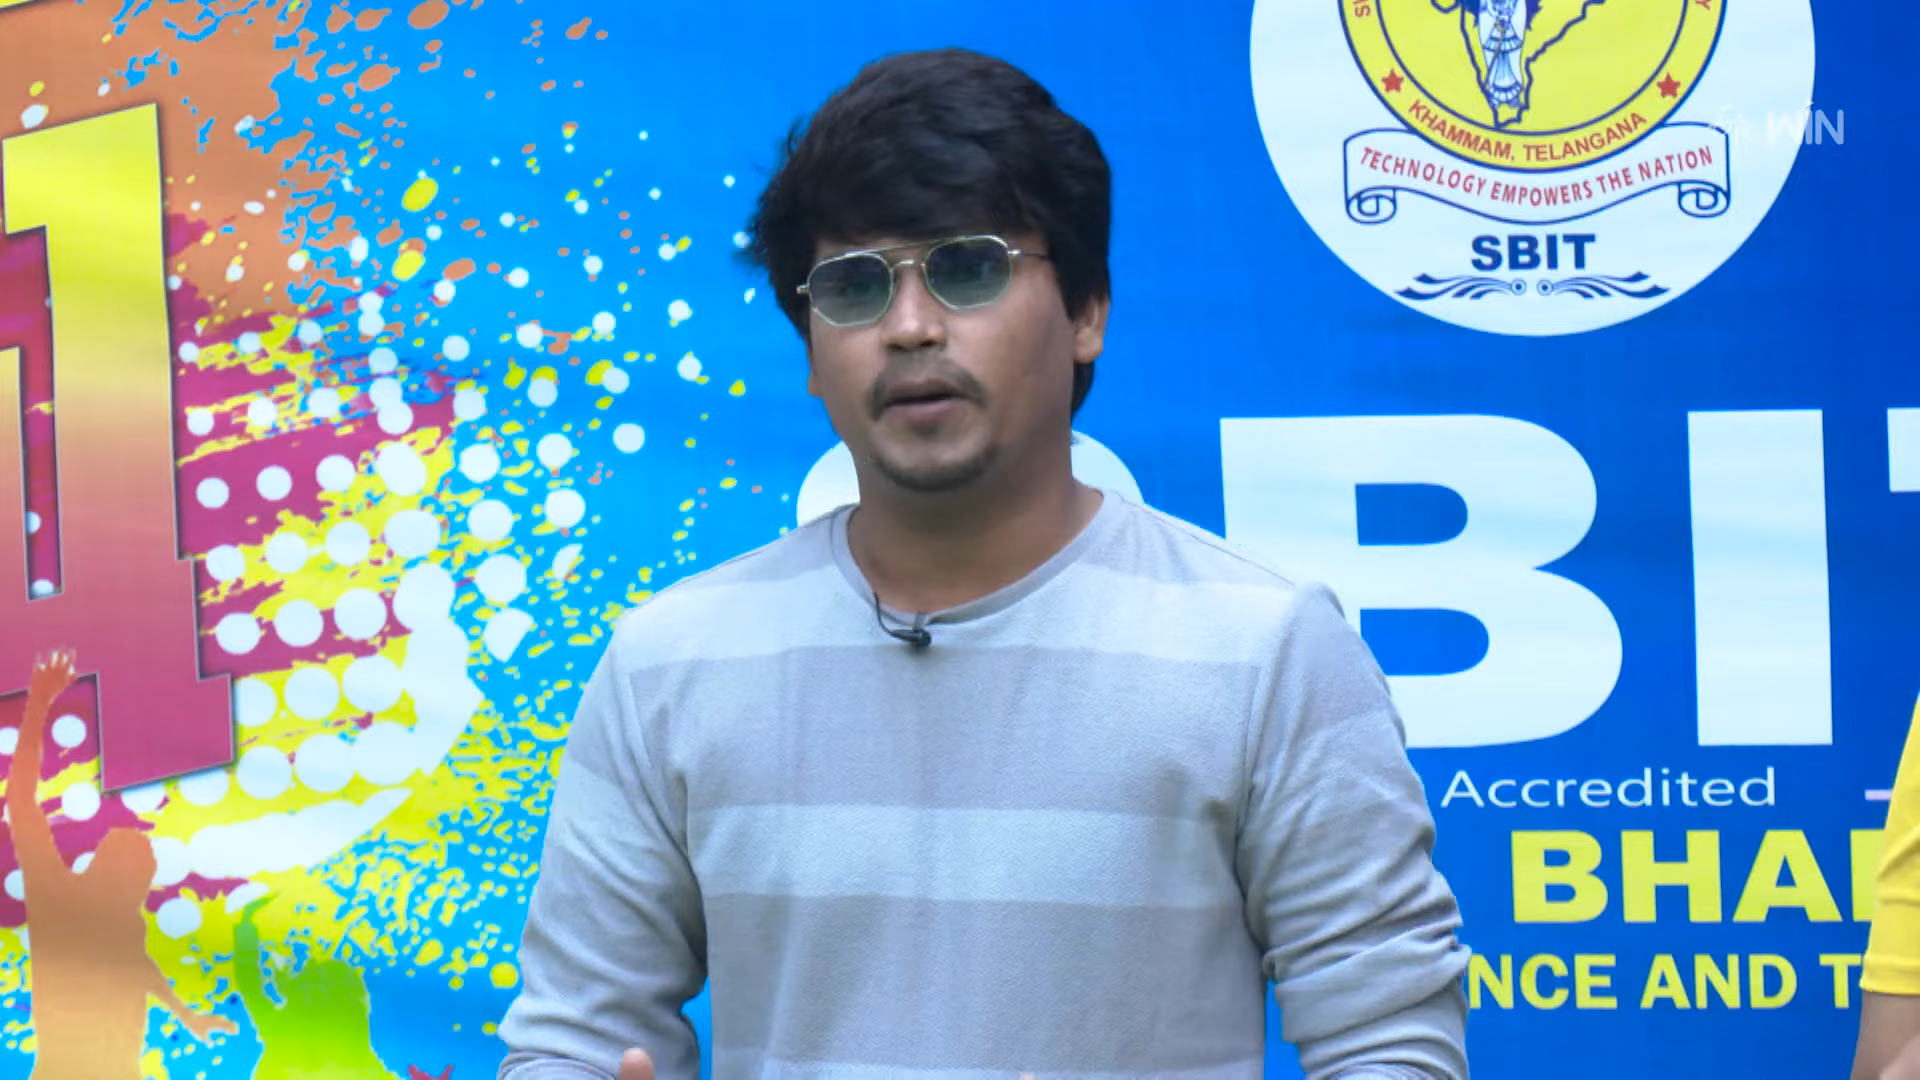 KHAMMAM, TELANGANA
TECHNOLOGY EMPOWERS THE NATION
SBIT
WIN
BI
Accredited
BHA
NCE AND T